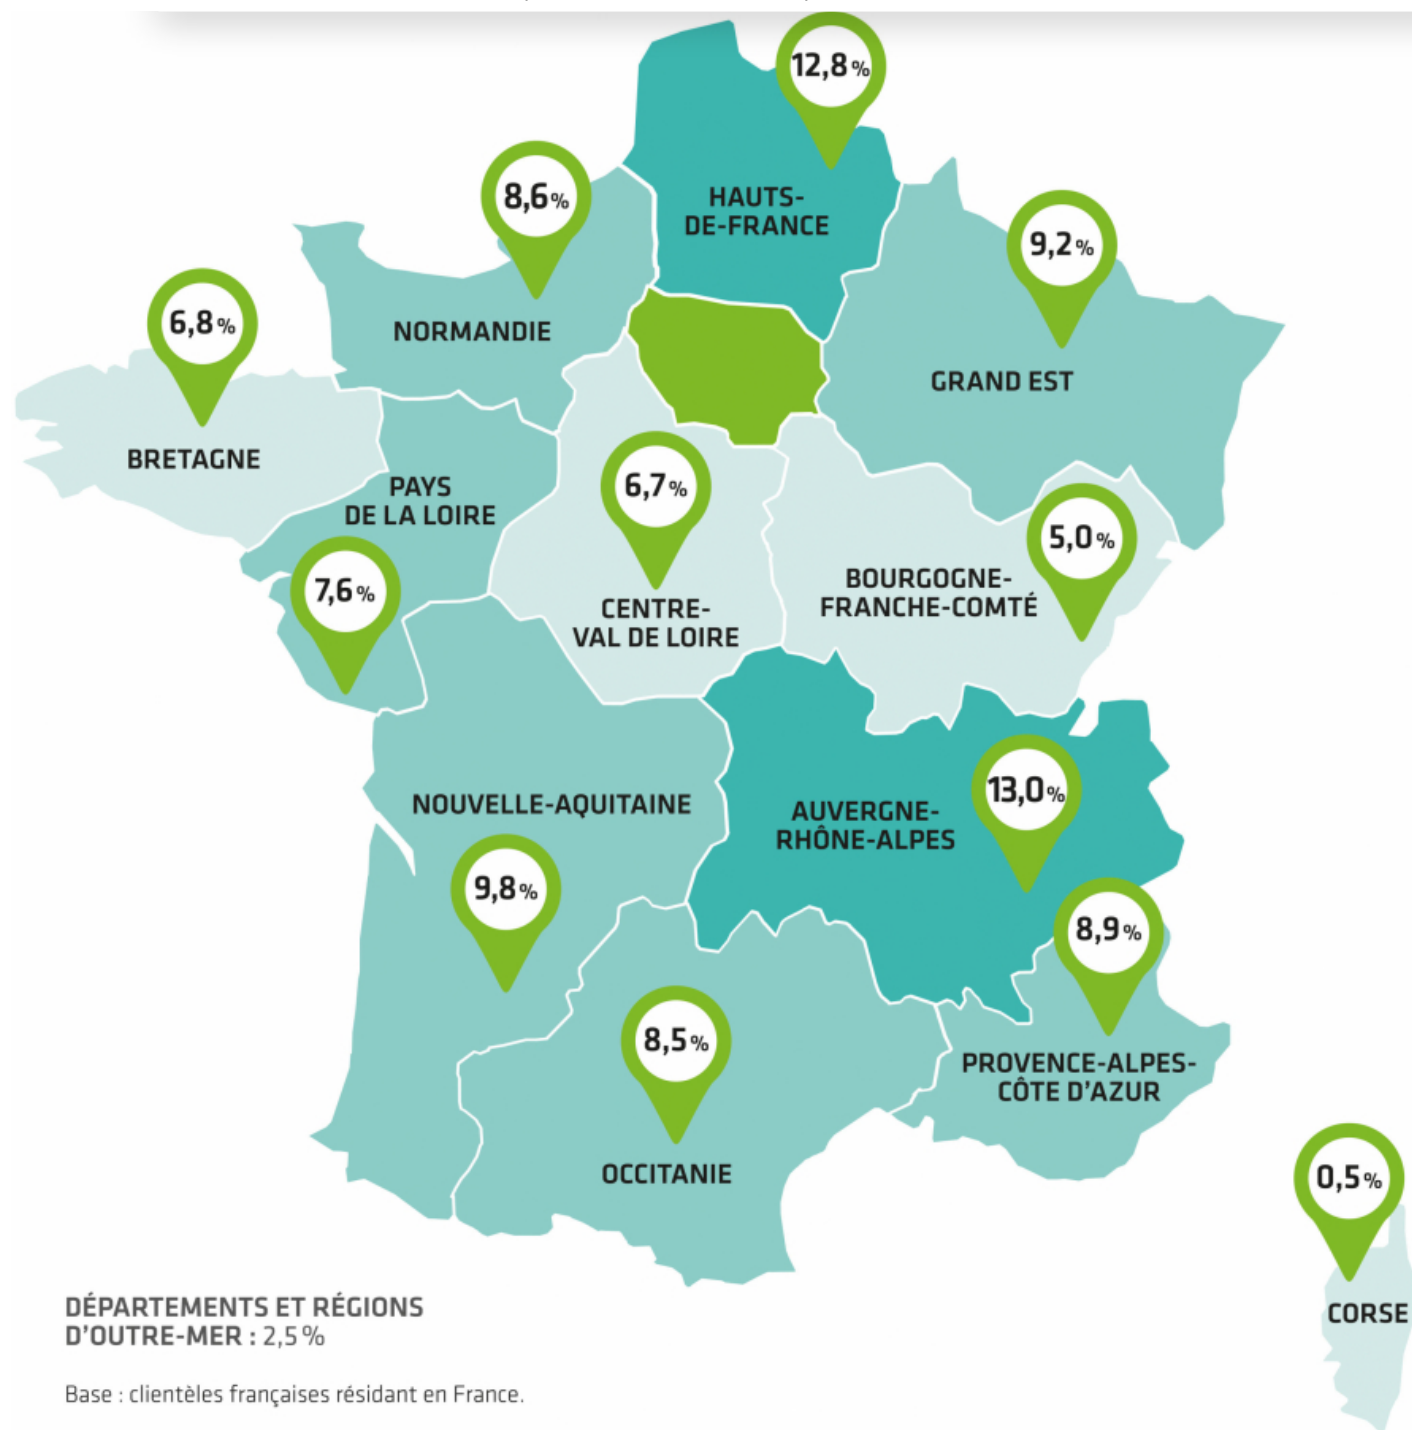 12,8%
HAUTS-
DE-FRANCE
8,6%
NORMANDIE
9,2%
GRAND EST
6,8%
BRETAGNE
PAYS
DE LA LOIRE
7,6%
6,7%
CENTRE-
VAL DE LOIRE
5,0%
BOURGOGNE-
FRANCHE-COMTÉ
NOUVELLE-AQUITAINE
9,8%
13,0%
AUVERGNE-
RHÔNE-ALPES
8,9%
PROVENCE-ALPES-
CÔTE D'AZUR
8,5%
OCCITANIE
0,5%
CORSE
DÉPARTEMENTS ET RÉGIONS
D'OUTRE-MER : 2,5%
Base : clientèles françaises résidant en France.